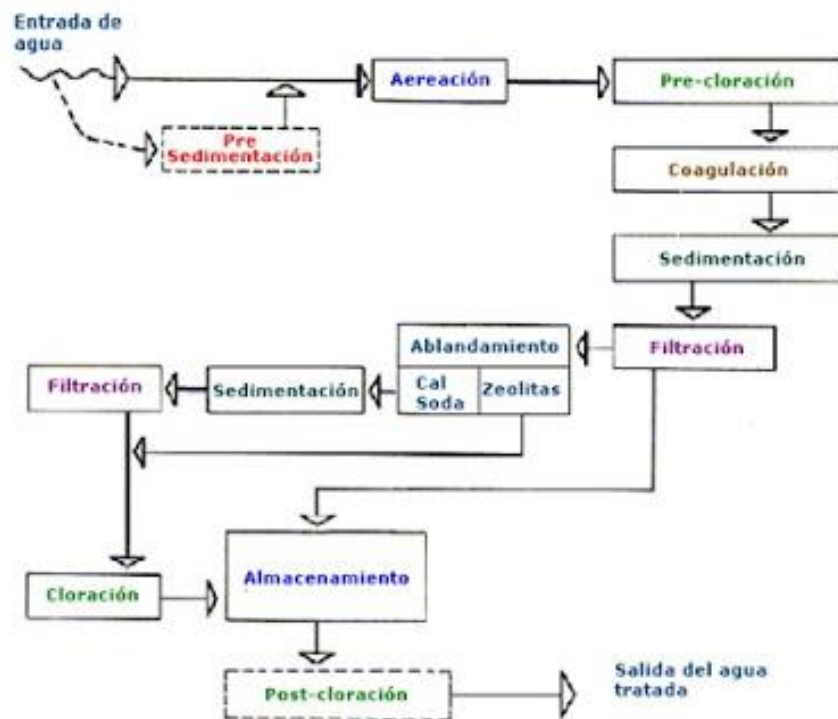 Entrada de
agua
Aereación
Pre-cloración
Pre
Sedimentación
Coagulación
Sedimentación
Ablandamiento
Filtración
Filtración
Sedimentación
Cal
Soda
Zeolitas
Cloración
Almacenamiento
Post-cloración
Salida del agua
tratada